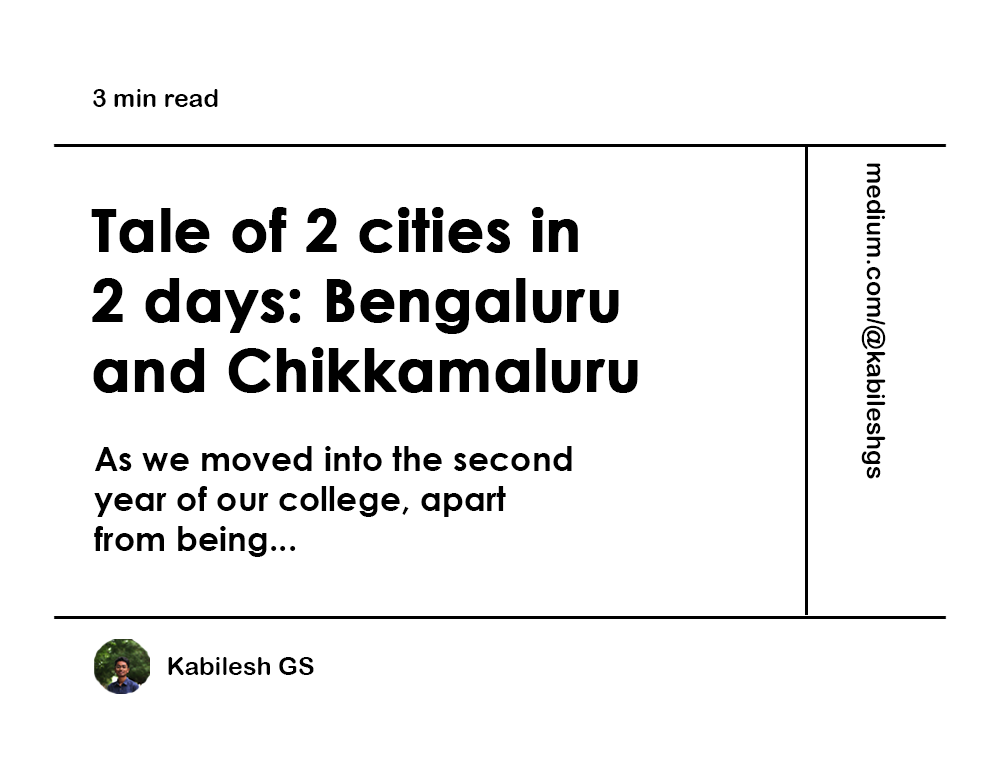 3 min read
Tale of 2 cities in
2 days: Bengaluru
and Chikkamaluru
As we moved into the second
year of our college, apart
from being...
medium.com/@kabileshgs
Kabilesh GS